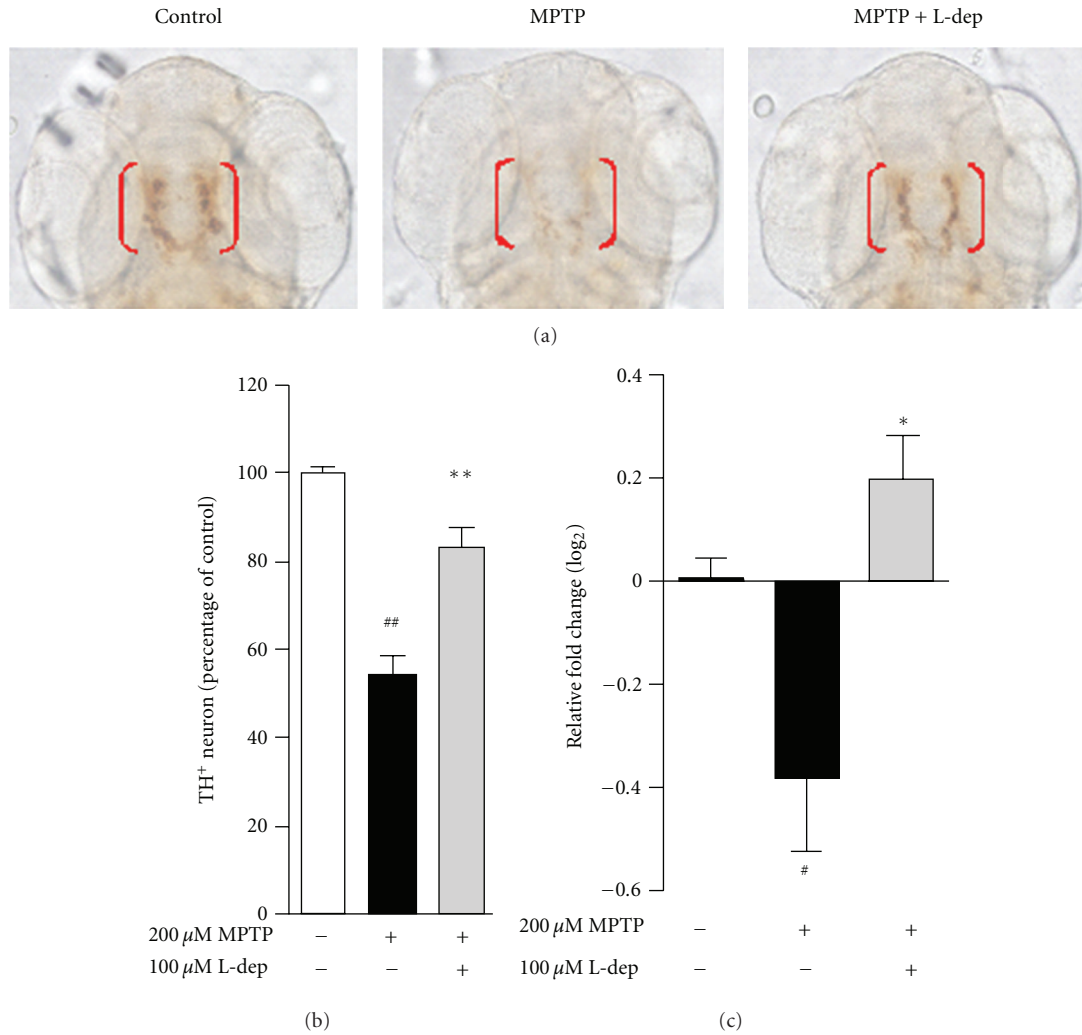 Control MPTP MPTP + L-dep
(a)
120
100
80
60
40
20
0
TH⁺ neuron (percentage of control)
##
**
200 μM MPTP − + +
100 μM L-dep − − +
(b)
0.4
0.2
0
−0.2
−0.4
−0.6
Relative fold change (log₂)
#
*
200 μM MPTP − + +
100 μM L-dep − − +
(c)